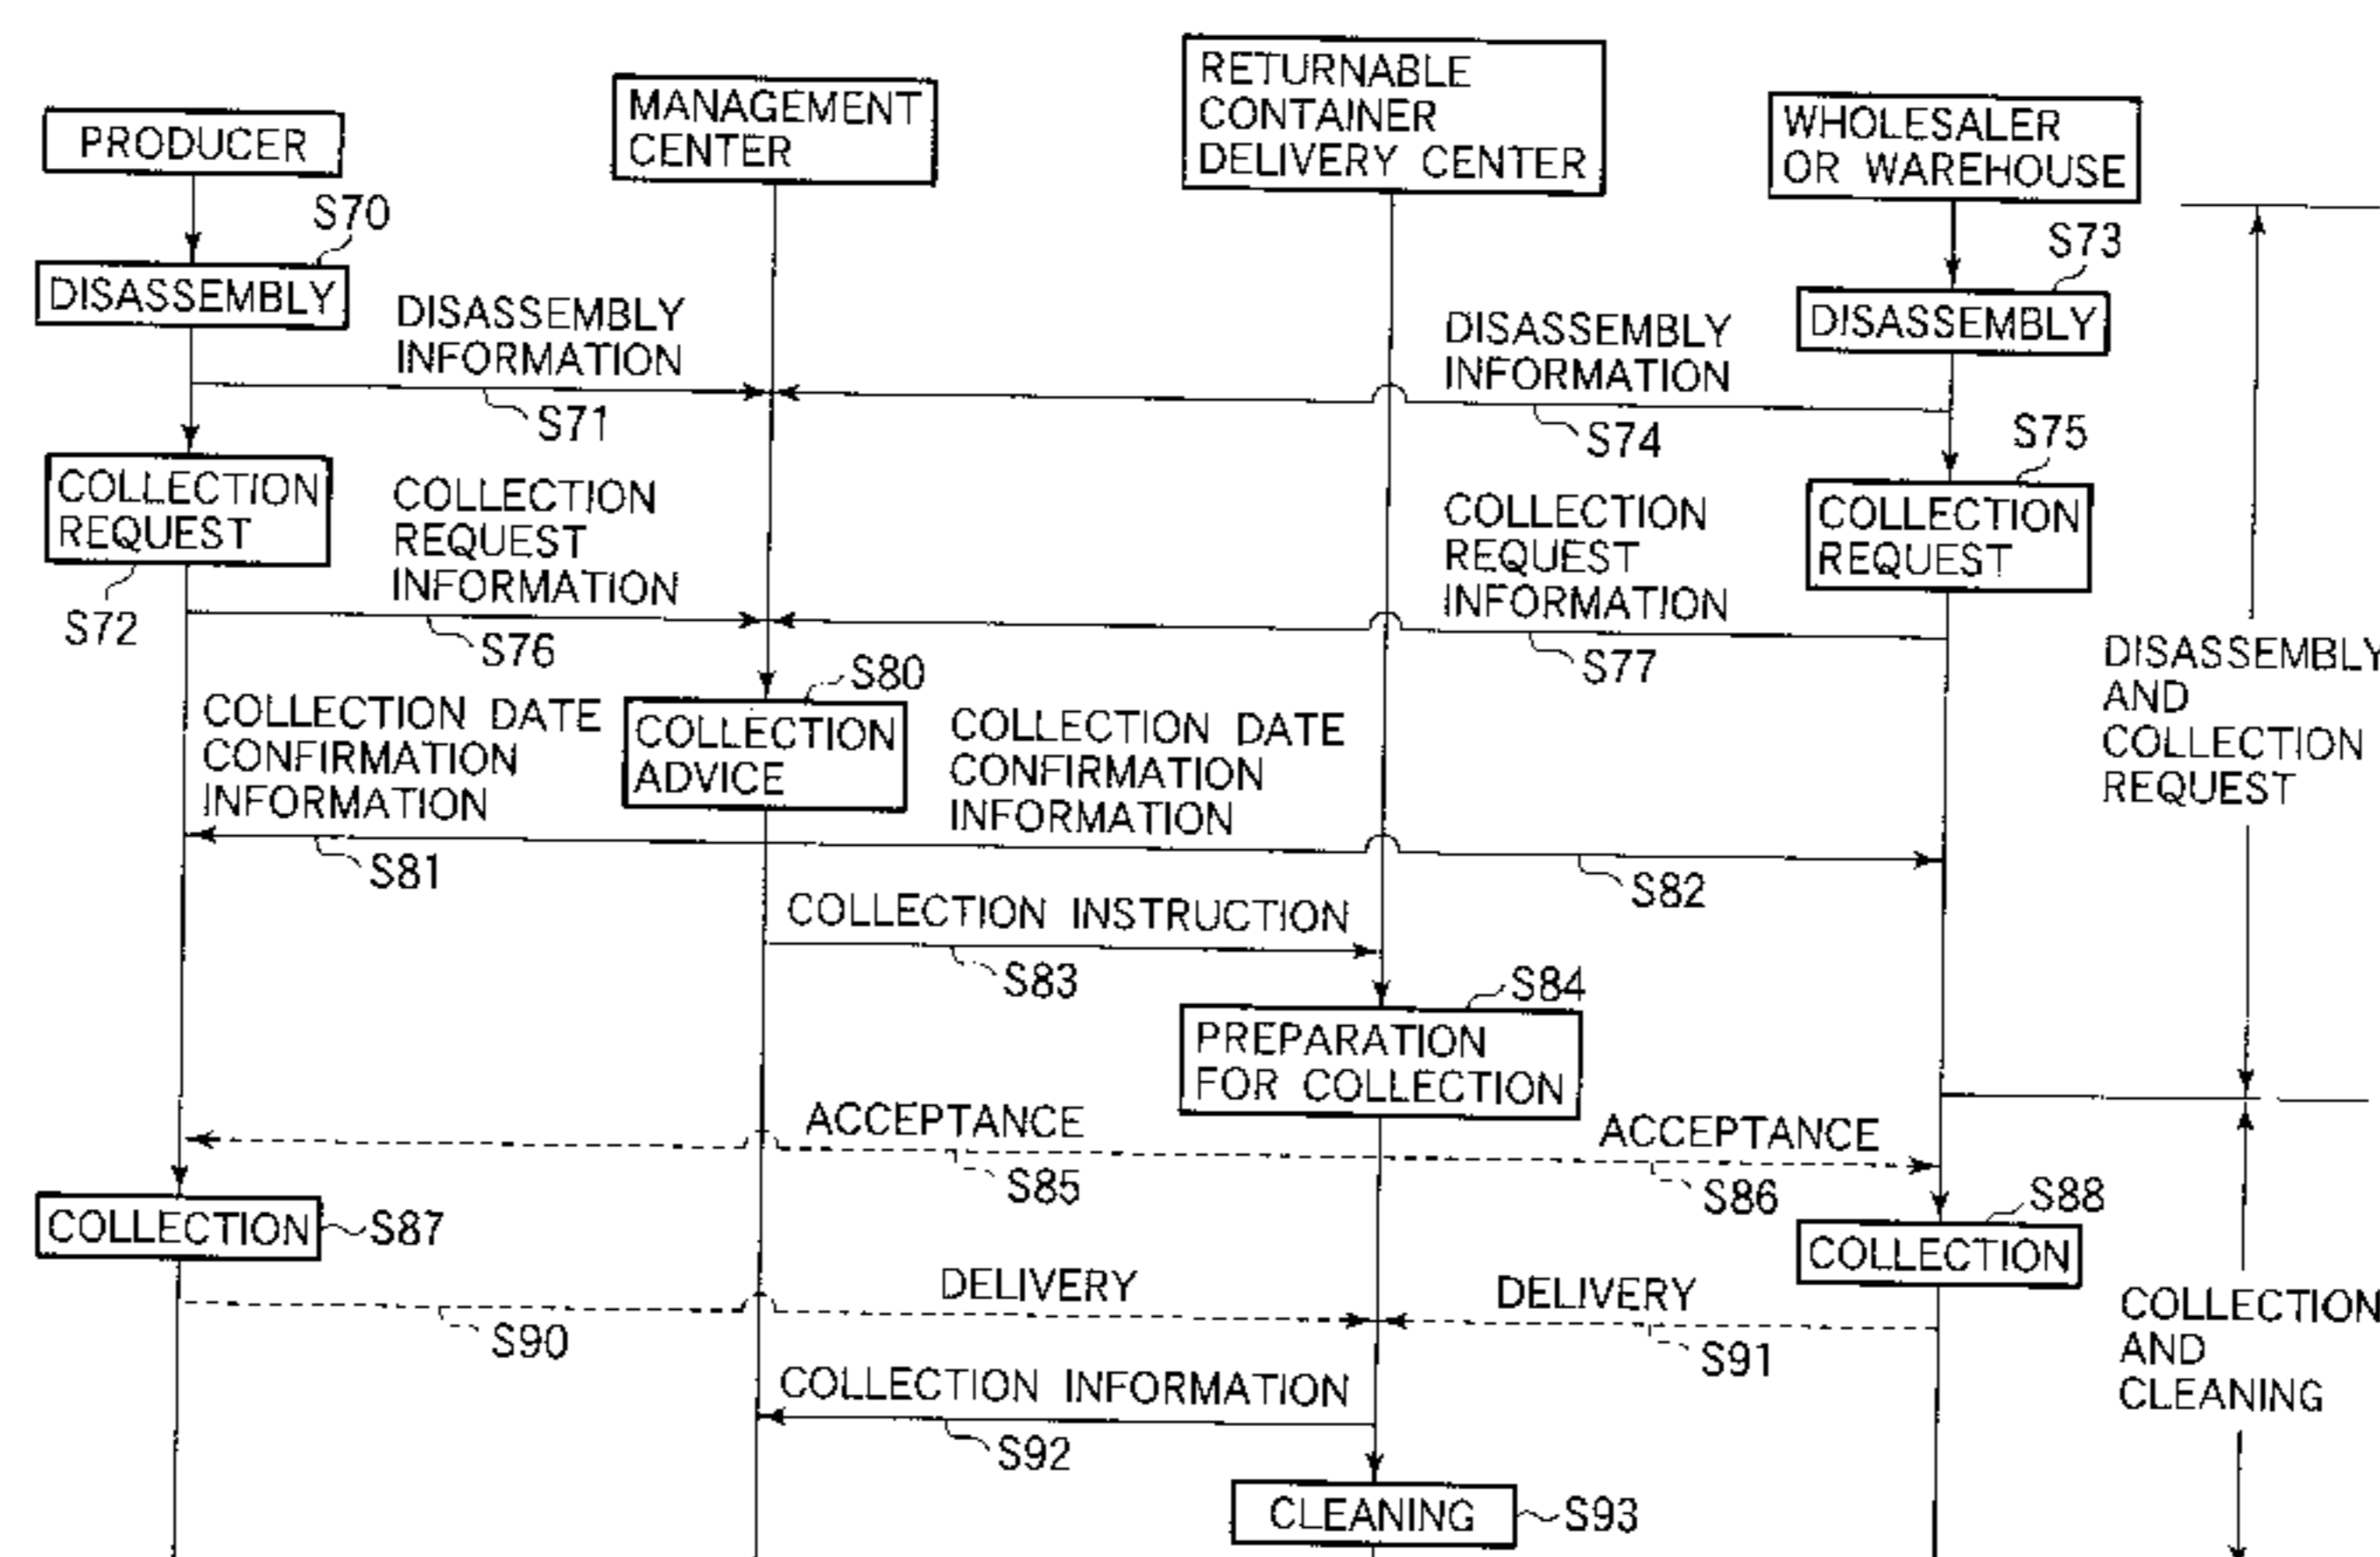 PRODUCER
MANAGEMENT
CENTER
RETURNABLE
CONTAINER
DELIVERY CENTER
WHOLESALER
OR WAREHOUSE
S70
DISASSEMBLY
S73
DISASSEMBLY
DISASSEMBLY
INFORMATION
S71
DISASSEMBLY
INFORMATION
S74
COLLECTION
REQUEST
S72
S75
COLLECTION
REQUEST
COLLECTION
REQUEST
INFORMATION
S76
COLLECTION
REQUEST
INFORMATION
S77
DISASSEMBLY
AND
COLLECTION
REQUEST
S80
COLLECTION
ADVICE
COLLECTION DATE
CONFIRMATION
INFORMATION
S81
COLLECTION DATE
CONFIRMATION
INFORMATION
S82
COLLECTION INSTRUCTION
S83
S84
PREPARATION
FOR COLLECTION
ACCEPTANCE
S85
ACCEPTANCE
S86
COLLECTION
S87
S88
COLLECTION
DELIVERY
S90
DELIVERY
S91
COLLECTION
AND
CLEANING
COLLECTION INFORMATION
S92
CLEANING
S93